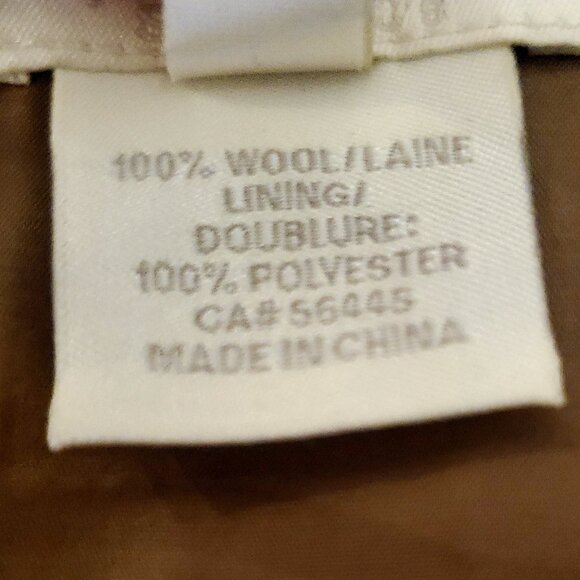 100% WOOL/LAINE
LINING/
DOUBLURE:
100% POLYESTER
CA# 56445
MADE IN CHINA